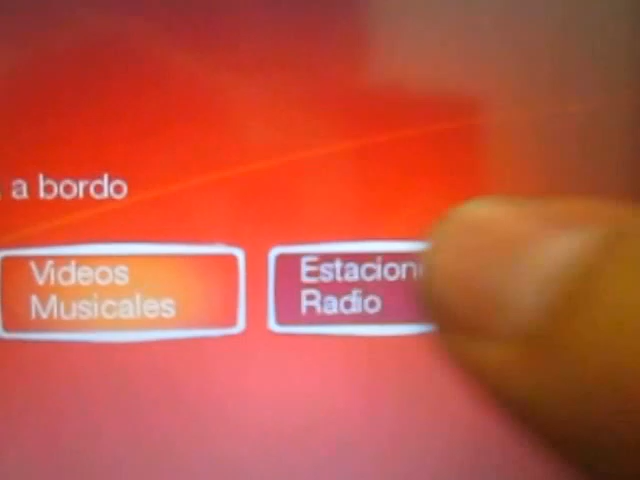 a bordo
Videos
Musicales
Estacion
Radio